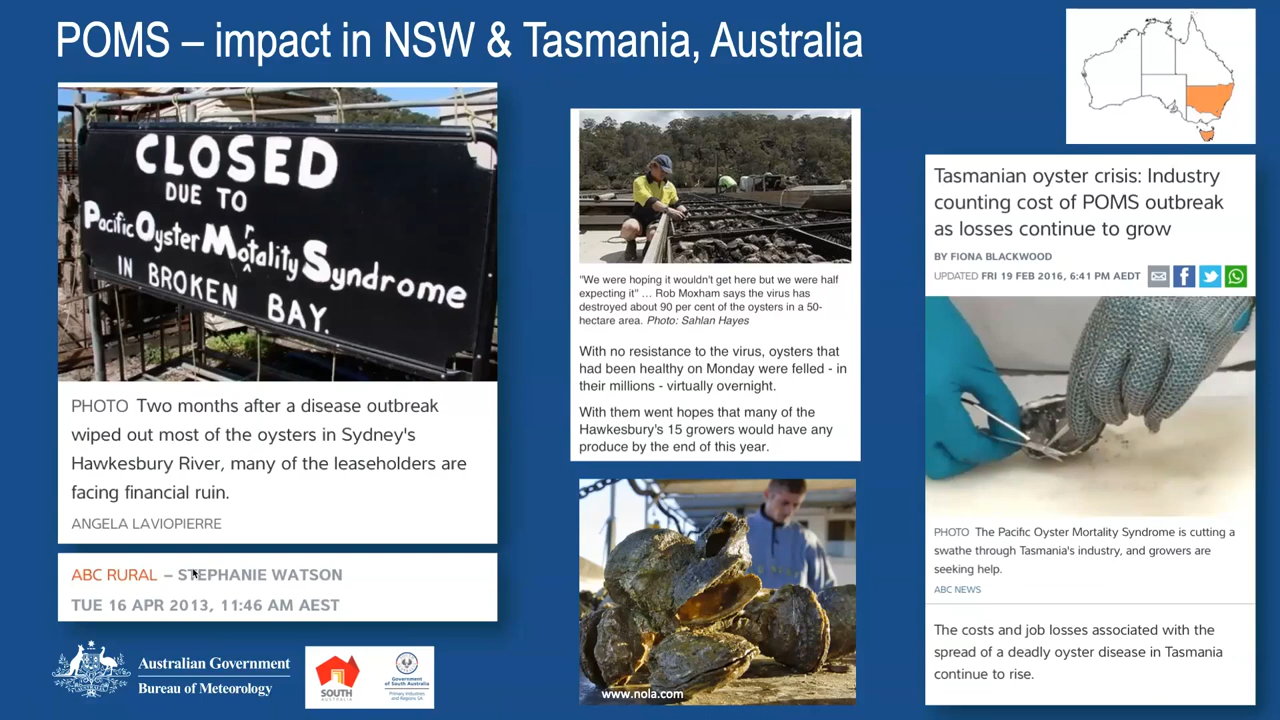 POMS – impact in NSW & Tasmania, Australia
CLOSED
DUE TO
Pacific Oyster Mortality Syndrome
IN BROKEN BAY.
PHOTO Two months after a disease outbreak
wiped out most of the oysters in Sydney's
Hawkesbury River, many of the leaseholders are
facing financial ruin.
ANGELA LAVIOPIERRE
ABC RURAL – STEPHANIE WATSON
TUE 16 APR 2013, 11:46 AM AEST
Australian Government
Bureau of Meteorology
SOUTH
AUSTRALIA
Government
of South Australia
Primary Industries
and Regions SA
"We were hoping it wouldn't get here but we were half
expecting it" ... Rob Moxham says the virus has
destroyed about 90 per cent of the oysters in a 50-
hectare area. Photo: Sahlan Hayes
With no resistance to the virus, oysters that
had been healthy on Monday were felled - in
their millions - virtually overnight.
With them went hopes that many of the
Hawkesbury's 15 growers would have any
produce by the end of this year.
www.nola.com
Tasmanian oyster crisis: Industry
counting cost of POMS outbreak
as losses continue to grow
BY FIONA BLACKWOOD
UPDATED FRI 19 FEB 2016, 6:41 PM AEDT
PHOTO The Pacific Oyster Mortality Syndrome is cutting a
swathe through Tasmania's industry, and growers are
seeking help.
ABC NEWS
The costs and job losses associated with the
spread of a deadly oyster disease in Tasmania
continue to rise.